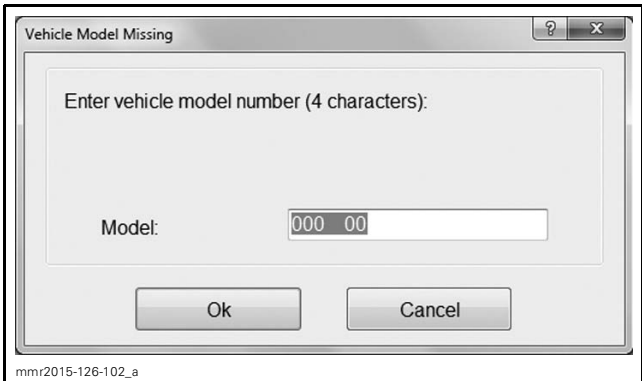 Vehicle Model Missing
Enter vehicle model number (4 characters):
Model: 000 00
Ok Cancel
mmr2015-126-102_a